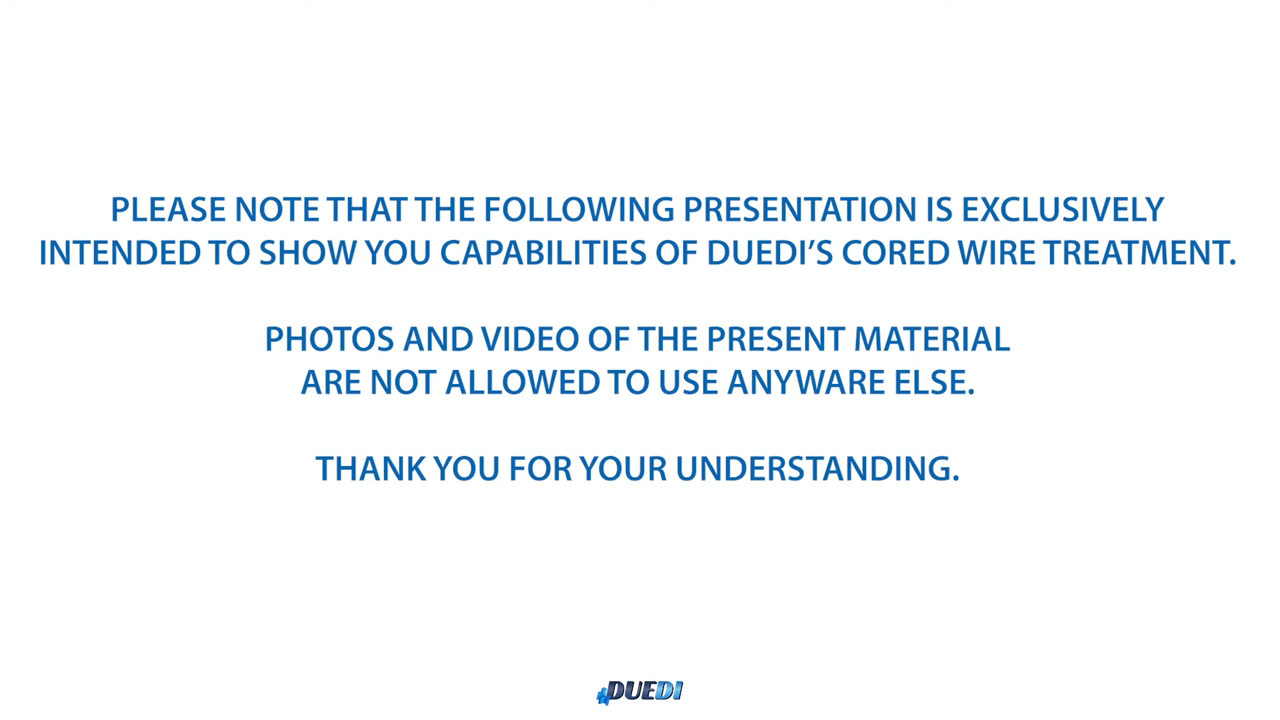 PLEASE NOTE THAT THE FOLLOWING PRESENTATION IS EXCLUSIVELY
INTENDED TO SHOW YOU CAPABILITIES OF DUEDI’S CORED WIRE TREATMENT.
PHOTOS AND VIDEO OF THE PRESENT MATERIAL
ARE NOT ALLOWED TO USE ANYWARE ELSE.
THANK YOU FOR YOUR UNDERSTANDING.
DUEDI